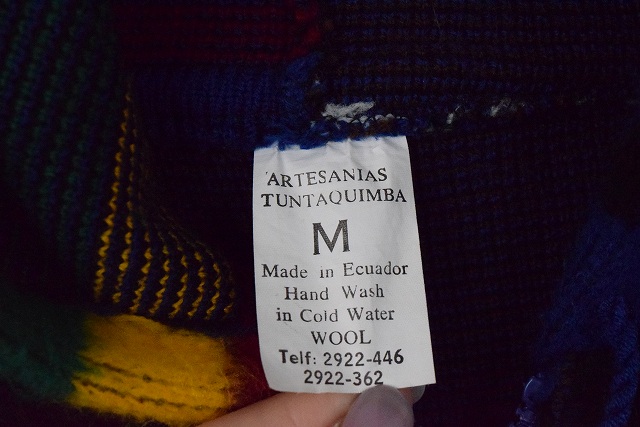 ARTESANIAS
TUNTAQUIMBA
M
Made in Ecuador
Hand Wash
in Cold Water
WOOL
Telf: 2922-446
2922-362